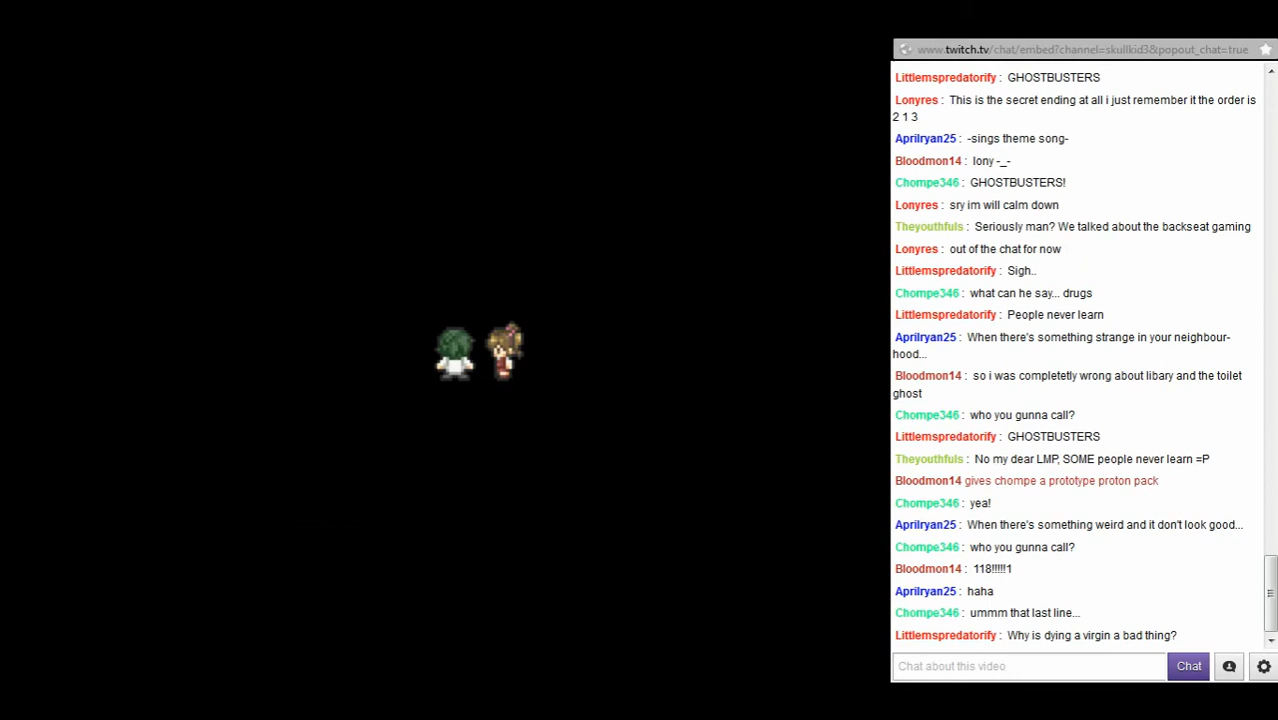 www.twitch.tv/chat/embed?channel=skullkid3&popout_chat=true
Littlemspredatorify : GHOSTBUSTERS
Lonyres : This is the secret ending at all i just remember it the order is
2 1 3
Aprilryan25 : -sings theme song-
Bloodmon14 : lony -_-
Chompe346 : GHOSTBUSTERS!
Lonyres : sry im will calm down
Theyouthfuls : Seriously man? We talked about the backseat gaming
Lonyres : out of the chat for now
Littlemspredatorify : Sigh..
Chompe346 : what can he say... drugs
Littlemspredatorify : People never learn
Aprilryan25 : When there's something strange in your neighbour-
hood...
Bloodmon14 : so i was completetly wrong about libary and the toilet
ghost
Chompe346 : who you gunna call?
Littlemspredatorify : GHOSTBUSTERS
Theyouthfuls : No my dear LMP, SOME people never learn =P
Bloodmon14 gives chompe a prototype proton pack
Chompe346 : yea!
Aprilryan25 : When there's something weird and it don't look good...
Chompe346 : who you gunna call?
Bloodmon14 : 118!!!!!1
Aprilryan25 : haha
Chompe346 : ummm that last line...
Littlemspredatorify : Why is dying a virgin a bad thing?
Chat about this video
Chat